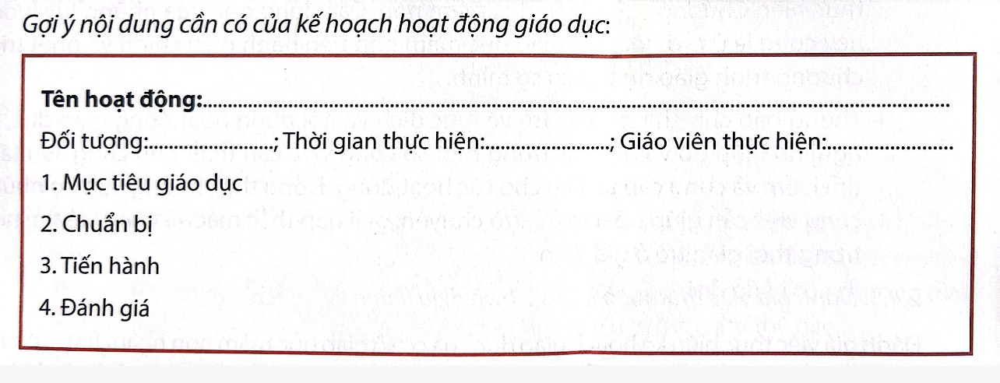 Gợi ý nội dung cần có của kế hoạch hoạt động giáo dục:
Tên hoạt động:..........................................................................................................................................
Đối tượng:.......................; Thời gian thực hiện:.......................; Giáo viên thực hiện:.......................
1. Mục tiêu giáo dục
2. Chuẩn bị
3. Tiến hành
4. Đánh giá